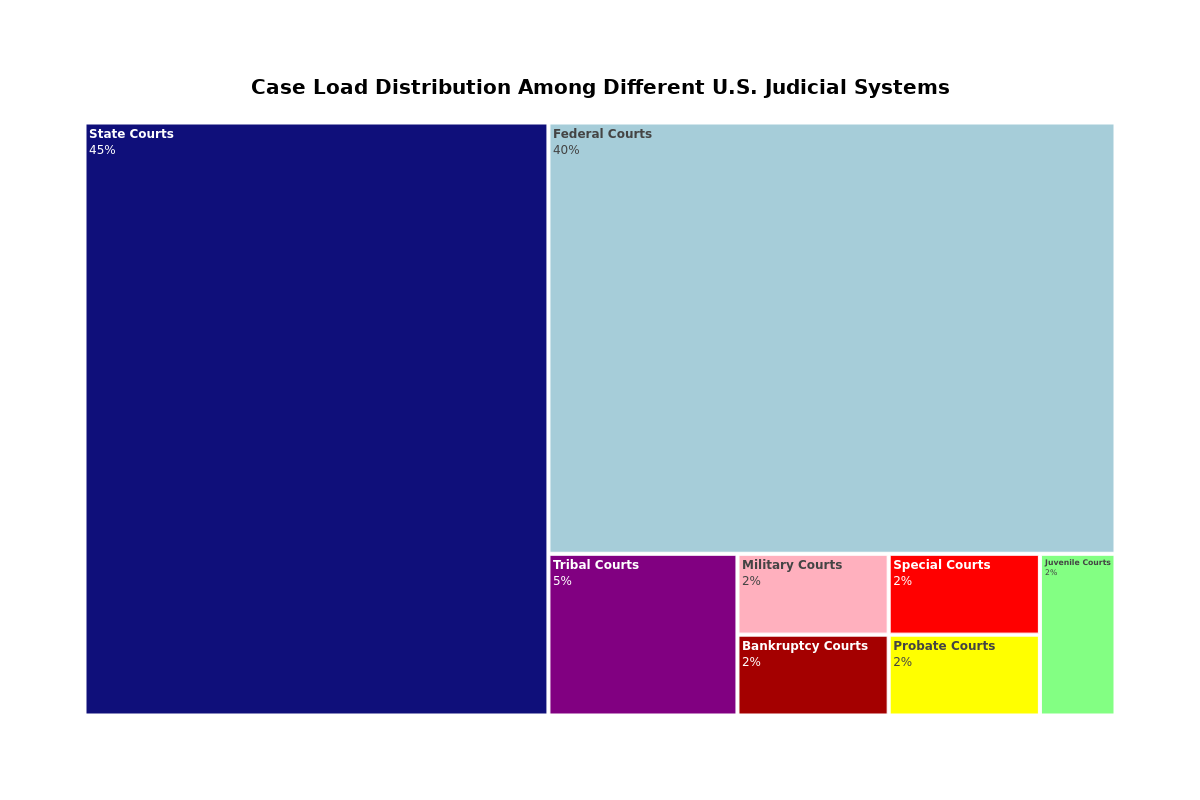 Case Load Distribution Among Different U.S. Judicial Systems
State Courts
45%
Federal Courts
40%
Tribal Courts
5%
Military Courts
2%
Special Courts
2%
Juvenile Courts
2%
Bankruptcy Courts
2%
Probate Courts
2%